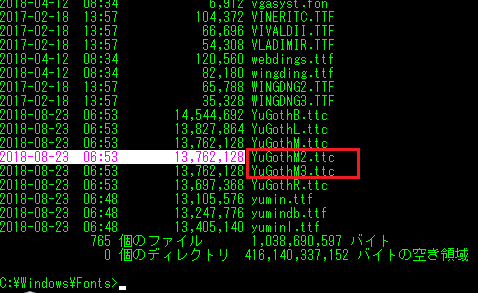 2018-04-12  08:34             6,912 vgasyst.fon
2017-02-18  13:57           104,372 VINERITC.TTF
2017-02-18  13:57            66,696 VIVALDII.TTF
2017-02-18  13:57            54,308 VLADIMIR.TTF
2018-04-12  08:34           120,560 webdings.ttf
2018-04-12  08:34            82,180 wingding.ttf
2017-02-18  13:57            65,788 WINGDNG2.TTF
2017-02-18  13:57            35,328 WINGDNG3.TTF
2018-08-23  06:53        14,544,692 YuGothB.ttc
2018-08-23  06:53        13,827,864 YuGothL.ttc
2018-08-23  06:53        13,762,128 YuGothM.ttc
2018-08-23  06:53        13,762,128 YuGothM2.ttc
2018-08-23  06:53        13,762,128 YuGothM3.ttc
2018-08-23  06:53        13,697,368 YuGothR.ttc
2018-08-23  06:53        13,105,576 yumin.ttf
2018-08-23  06:53        13,247,776 yumindb.ttf
2018-08-23  06:53        13,405,140 yuminl.ttf
765 個のファイル       1,038,690,597 バイト
0 個のディレクトリ  416,140,337,152 バイトの空き領域
C:¥Windows¥Fonts>